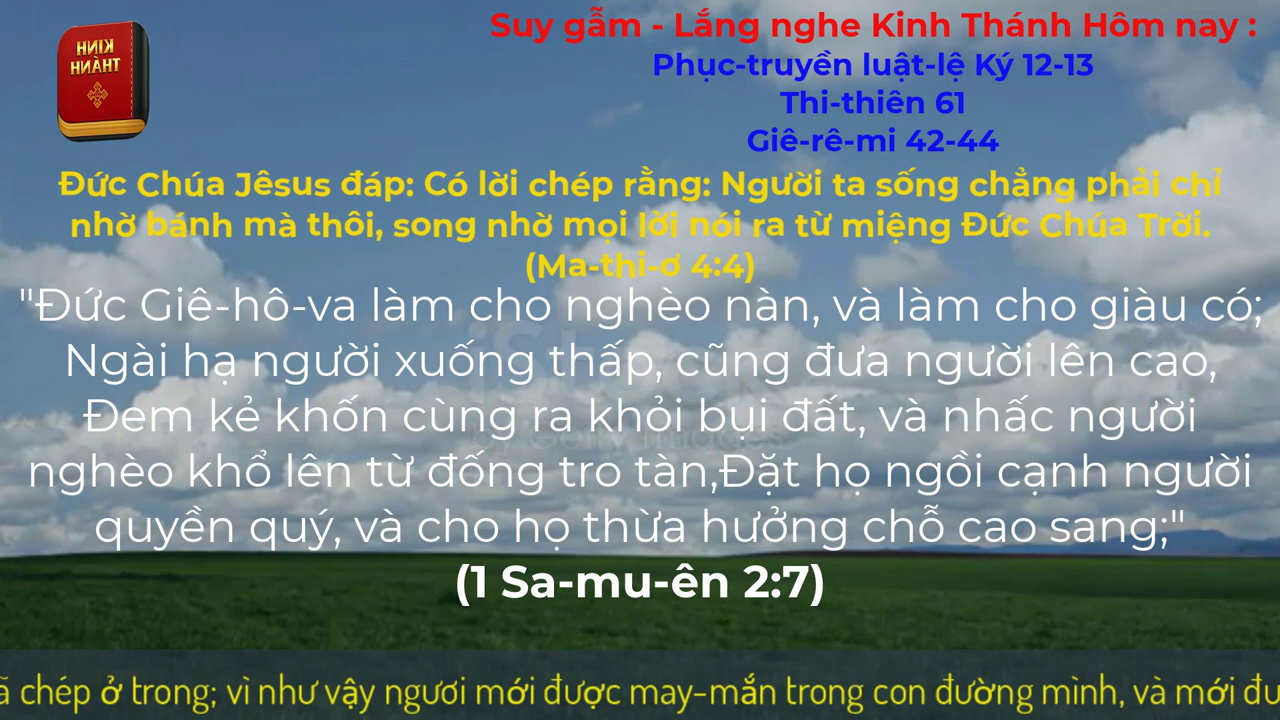 KINH
THÁNH
Suy gẫm - Lắng nghe Kinh Thánh Hôm nay :
Phục-truyền luật-lệ Ký 12-13
Thi-thiên 61
Giê-rê-mi 42-44
Đức Chúa Jêsus đáp: Có lời chép rằng: Người ta sống chẳng phải chỉ
nhờ bánh mà thôi, song nhờ mọi lời nói ra từ miệng Đức Chúa Trời.
(Ma-thi-ơ 4:4)
"Đức Giê-hô-va làm cho nghèo nàn, và làm cho giàu có;
Ngài hạ người xuống thấp, cũng đưa người lên cao,
Đem kẻ khốn cùng ra khỏi bụi đất, và nhấc người
nghèo khổ lên từ đống tro tàn,Đặt họ ngồi cạnh người
quyền quý, và cho họ thừa hưởng chỗ cao sang;"
(1 Sa-mu-ên 2:7)
chép ở trong; vì như vậy ngươi mới được may-mắn trong con đường mình, và mới